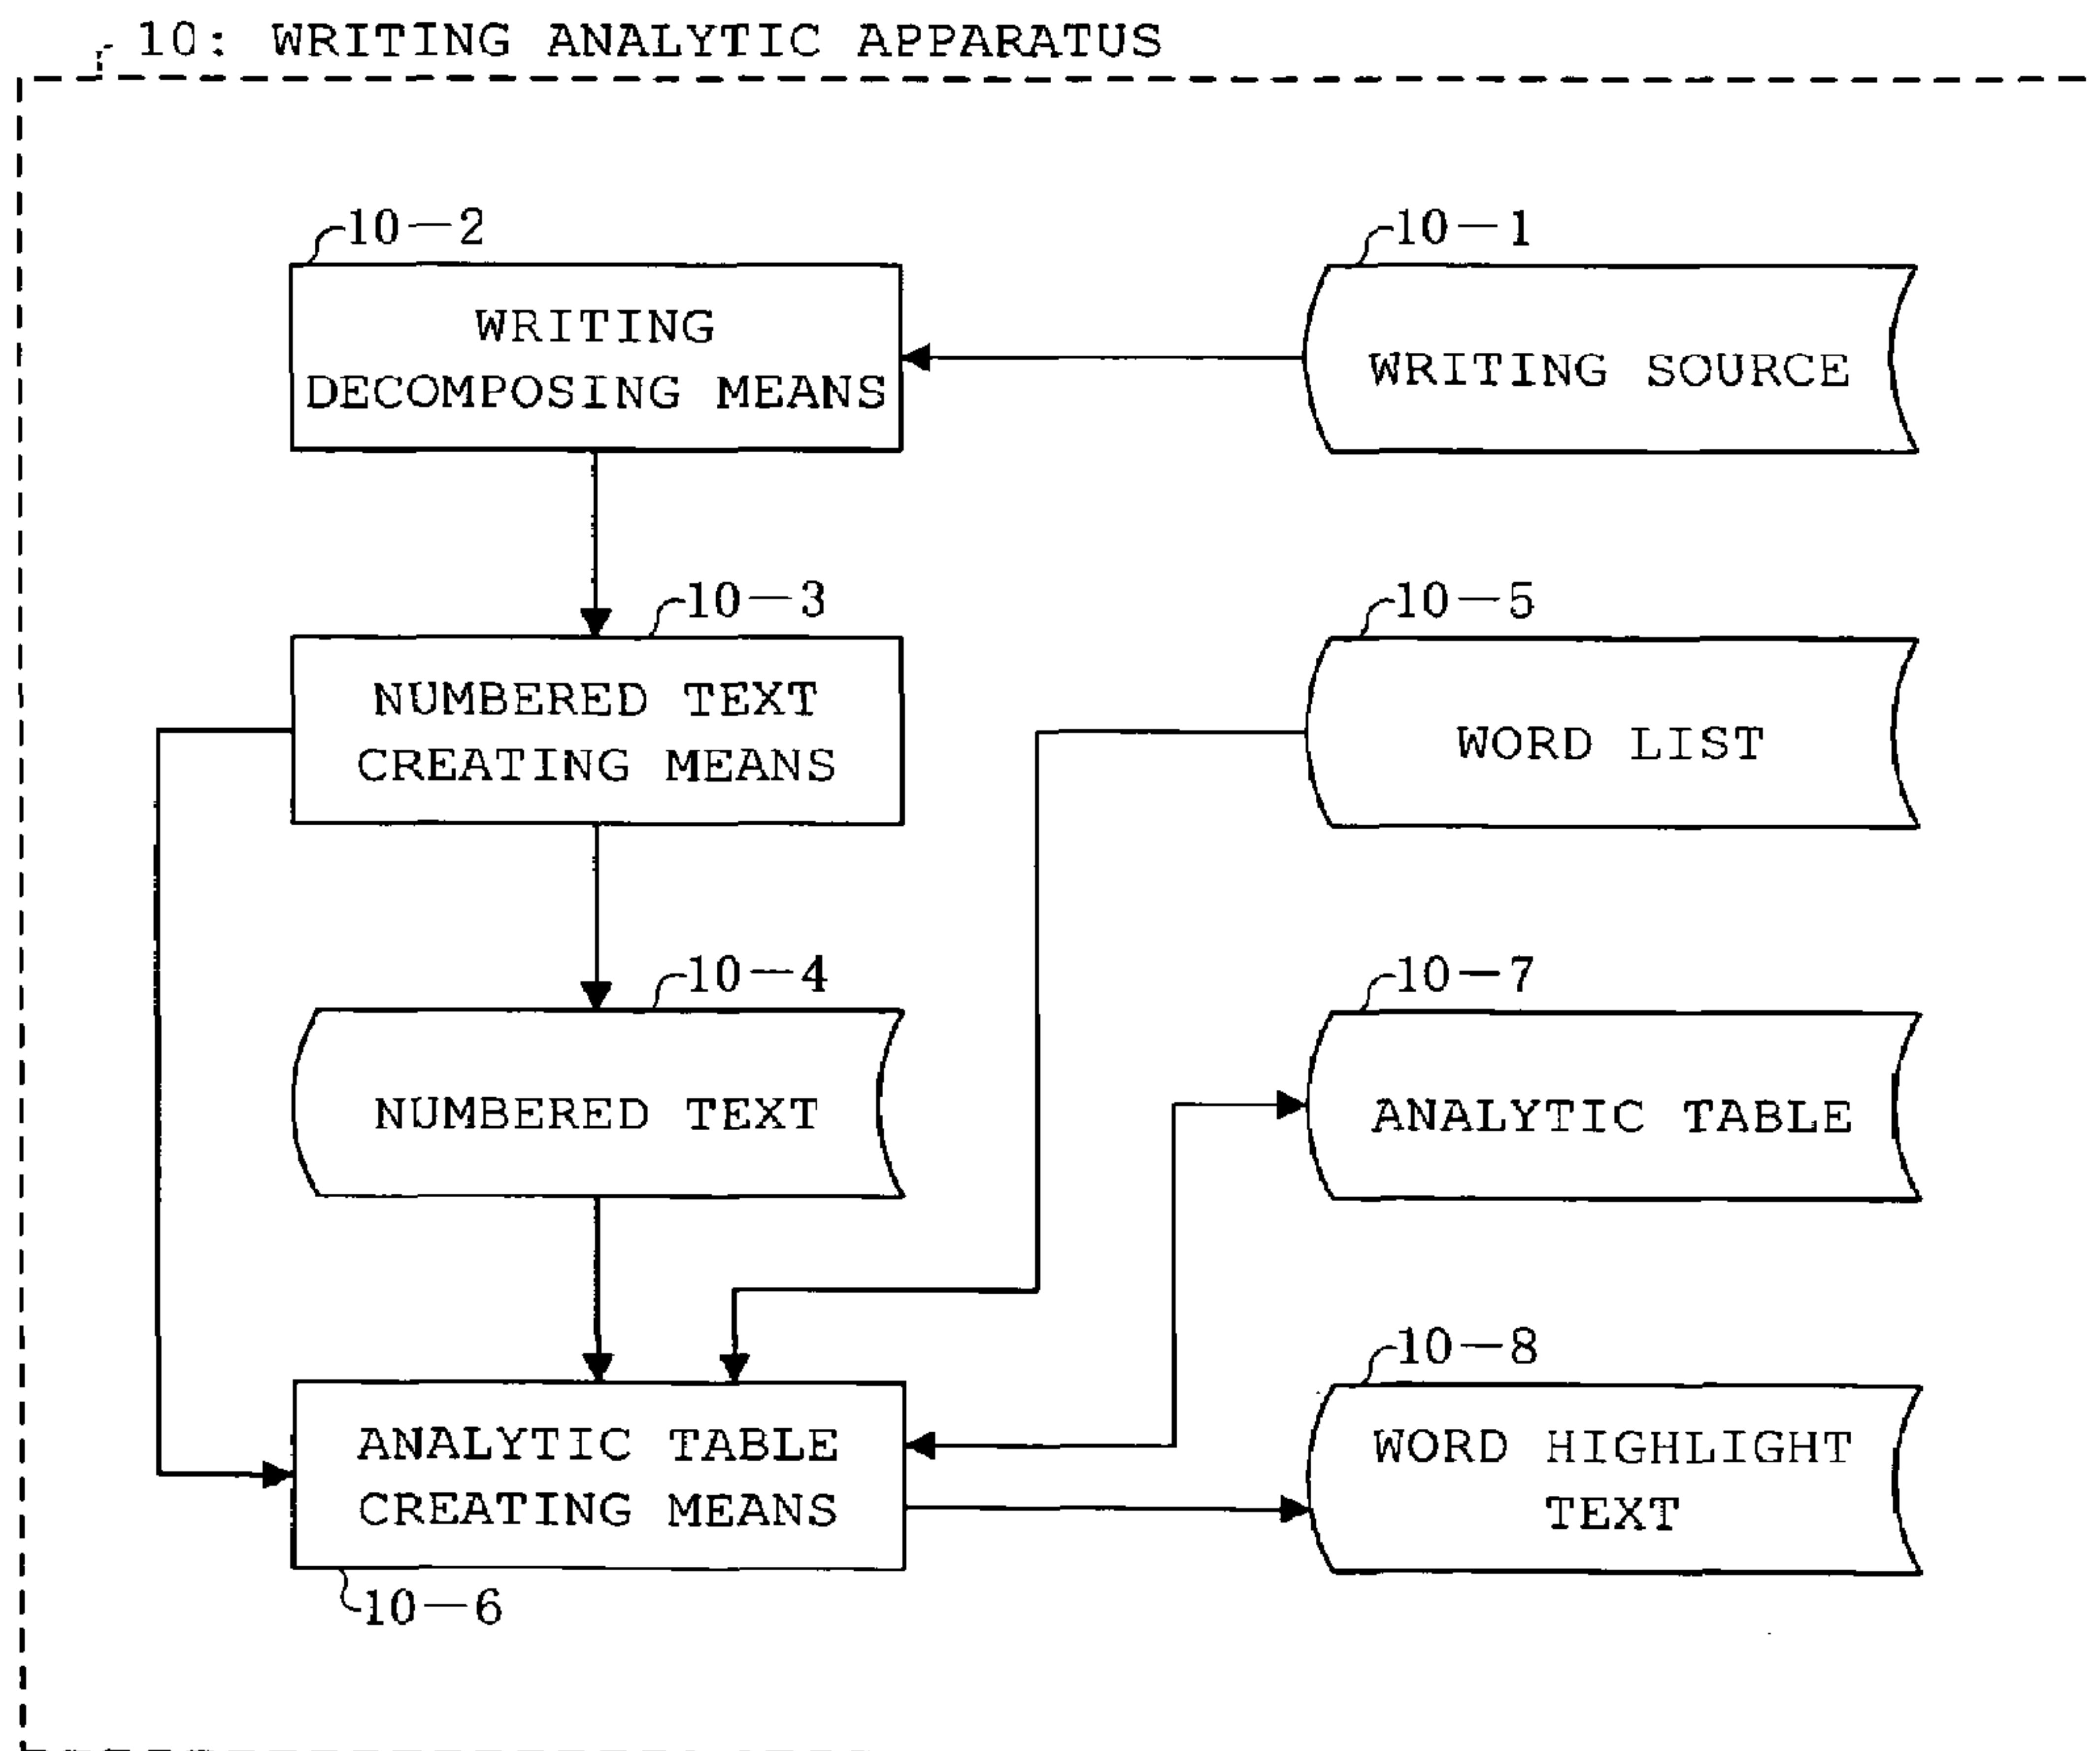 10: WRITING ANALYTIC APPARATUS
10-2
WRITING
DECOMPOSING MEANS
10-1
WRITING SOURCE
10-3
NUMBERED TEXT
CREATING MEANS
10-5
WORD LIST
10-4
NUMBERED TEXT
10-7
ANALYTIC TABLE
ANALYTIC TABLE
CREATING MEANS
10-6
10-8
WORD HIGHLIGHT
TEXT